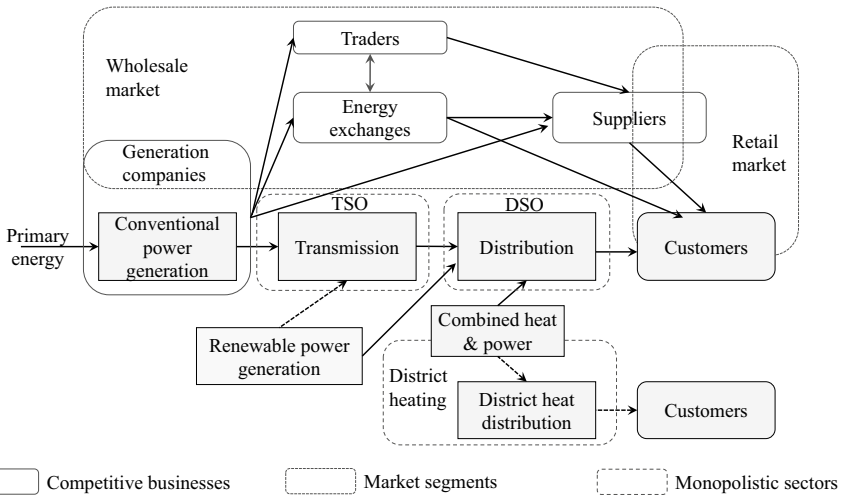 Traders
Wholesale
market
Energy
exchanges
Suppliers
Retail
market
Generation
companies
TSO
DSO
Primary
energy
Conventional
power
generation
Transmission
Distribution
Customers
Renewable power
generation
Combined heat
& power
District
heating
District heat
distribution
Customers
Competitive businesses
Market segments
Monopolistic sectors